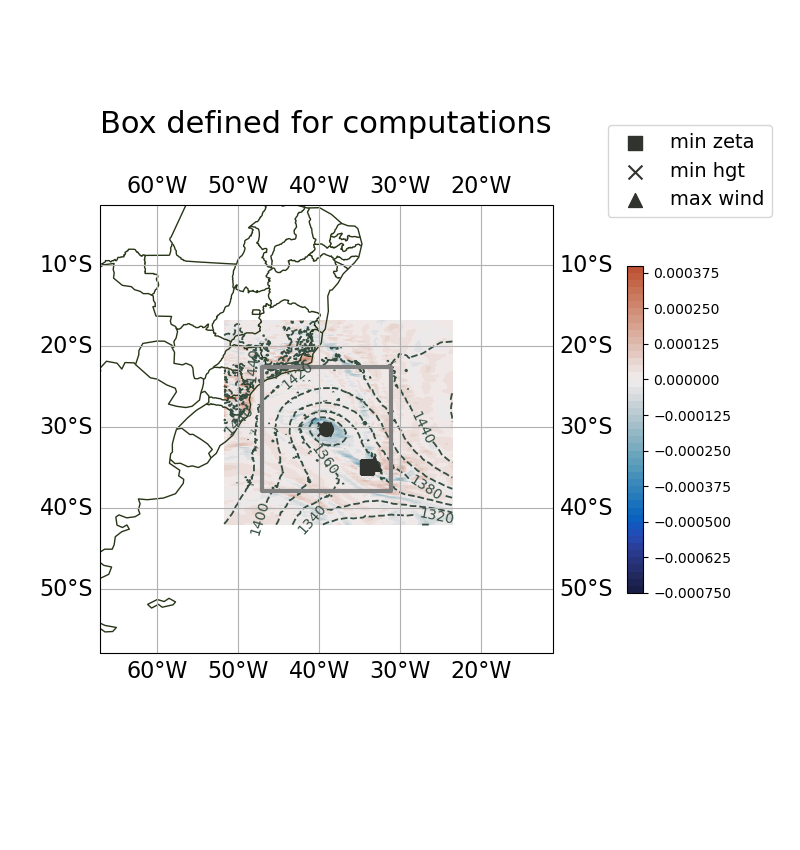 Box defined for computations
min zeta
min hgt
max wind
60°W 50°W 40°W 30°W 20°W
10°S 10°S
20°S 20°S
30°S 30°S
40°S 40°S
50°S 50°S
60°W 50°W 40°W 30°W 20°W
1420
1440
1360
1380
1400
1340
1320
0.000375
0.000250
0.000125
0.000000
−0.000125
−0.000250
−0.000375
−0.000500
−0.000625
−0.000750